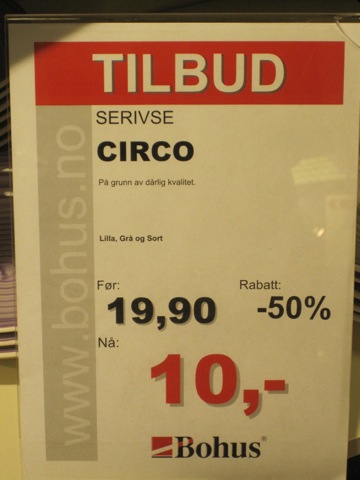 TILBUD
SERIVSE
CIRCO
På grunn av dårlig kvalitet.
Lilla, Grå og Sort
Før:
Rabatt:
19,90
-50%
Nå:
10,-
www.bohus.no
Bohus®